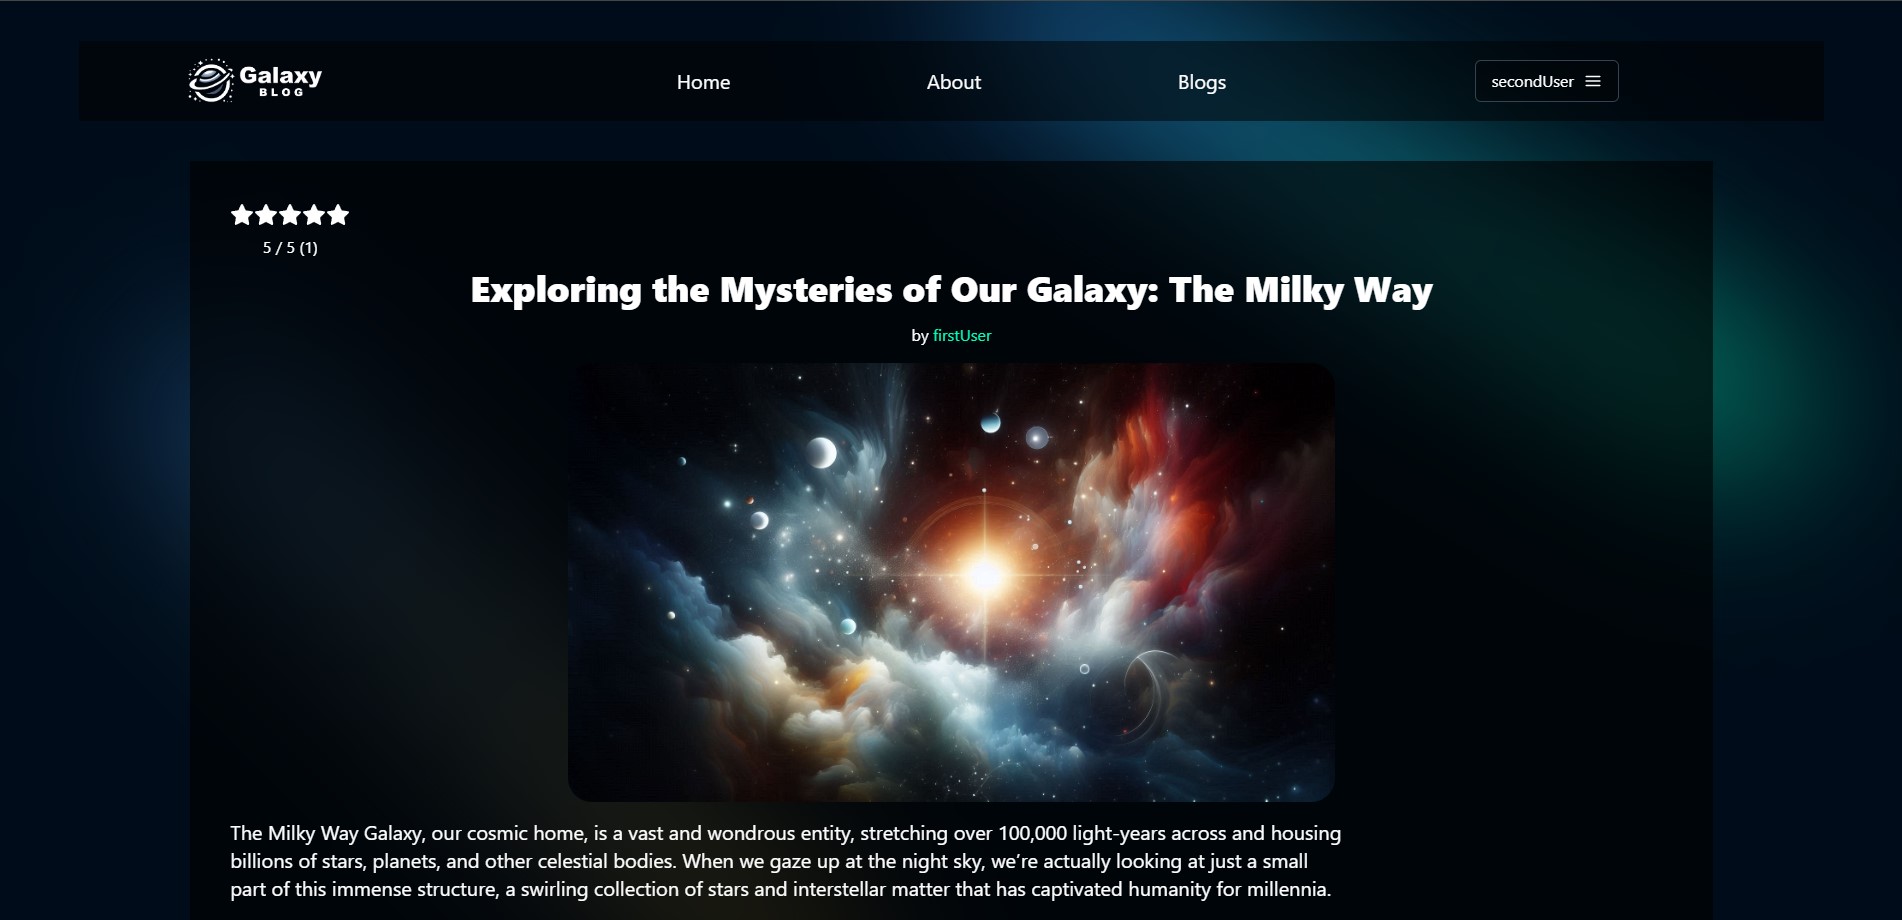 Galaxy
BLOG
Home
About
Blogs
secondUser
5 / 5 (1)
Exploring the Mysteries of Our Galaxy: The Milky Way
by firstUser
The Milky Way Galaxy, our cosmic home, is a vast and wondrous entity, stretching over 100,000 light-years across and housing
billions of stars, planets, and other celestial bodies. When we gaze up at the night sky, we’re actually looking at just a small
part of this immense structure, a swirling collection of stars and interstellar matter that has captivated humanity for millennia.